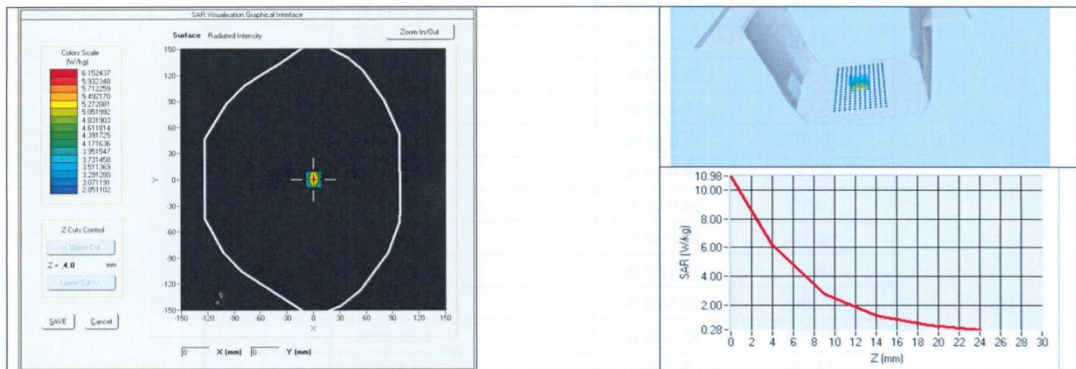 SAR Visualisation Graphical Interface
Surface Radiated Intensity
Zoom In/Out
Colors Scale
(W/kg)
6.152437
5.932348
5.712259
5.492170
5.272081
5.051992
4.831903
4.611814
4.391725
4.171636
3.951547
3.731458
3.511369
3.291280
3.071191
2.851102
150
120
90
60
30
Y
0
-30
-60
-90
-120
-150
-150 -120 -90 -60 -30 0 30 60 90 120 150
X
Z Cuts Control
<< Upper Cut
Z = .4.0 mm
Lower Cut >>
SAVE Cancel
0 X (mm) 0 Y (mm)
10.98
10.00
8.00
6.00
4.00
2.00
0.28
SAR (W/kg)
0 2 4 6 8 10 12 14 16 18 20 22 24 26 28 30
Z (mm)